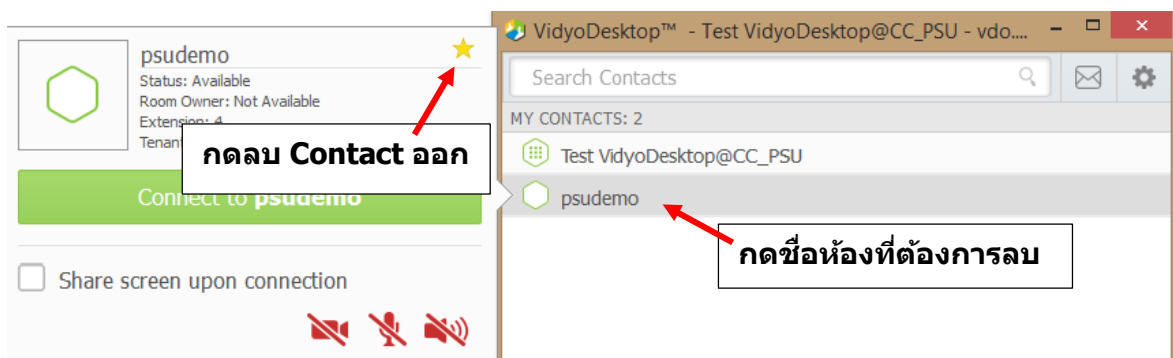 psudemo
Status: Available
Room Owner: Not Available
Extension: 4
Tenant
กดลบ Contact ออก
Connect to psudemo
Share screen upon connection
VidyoDesktop™ - Test VidyoDesktop@CC_PSU - vdo....
Search Contacts
MY CONTACTS: 2
Test VidyoDesktop@CC_PSU
psudemo
กดชื่อห้องที่ต้องการลบ